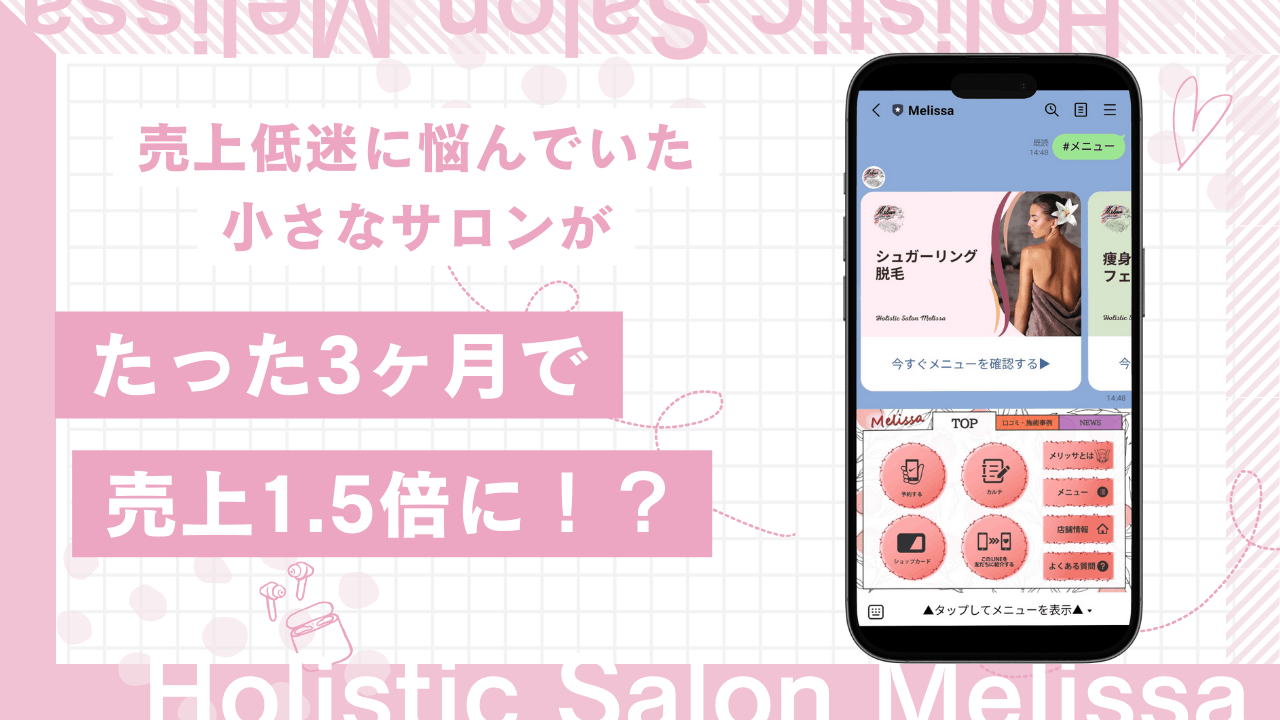 Holistic Salon Melissa
売上低迷に悩んでいた
小さなサロンが
たった3ヶ月で
売上1.5倍に！？
Melissa
既読
14:48
#メニュー
シュガーリング
脱毛
Holistic Salon Melissa
今すぐメニューを確認する▶
痩身
フェ
Holistic S
今
14:48
Melissa
TOP
口コミ・施術事例
NEWS
予約する
カルテ
ショップカード
このLINEを
友だちに紹介する
メリッサとは
メニュー
店舗情報
よくある質問
▲タップしてメニューを表示▲
Holistic Salon Melissa